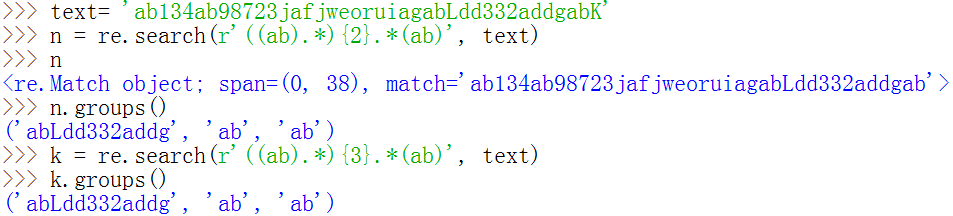 >>> text= 'ab134ab98723jafjweoruiagabLdd332addgabK'
>>> n = re.search(r'((ab).*){2}.*(ab)', text)
>>> n
<re.Match object; span=(0, 38), match='ab134ab98723jafjweoruiagabLdd332addgab'>
>>> n.groups()
('abLdd332addg', 'ab', 'ab')
>>> k = re.search(r'((ab).*){3}.*(ab)', text)
>>> k.groups()
('abLdd332addg', 'ab', 'ab')